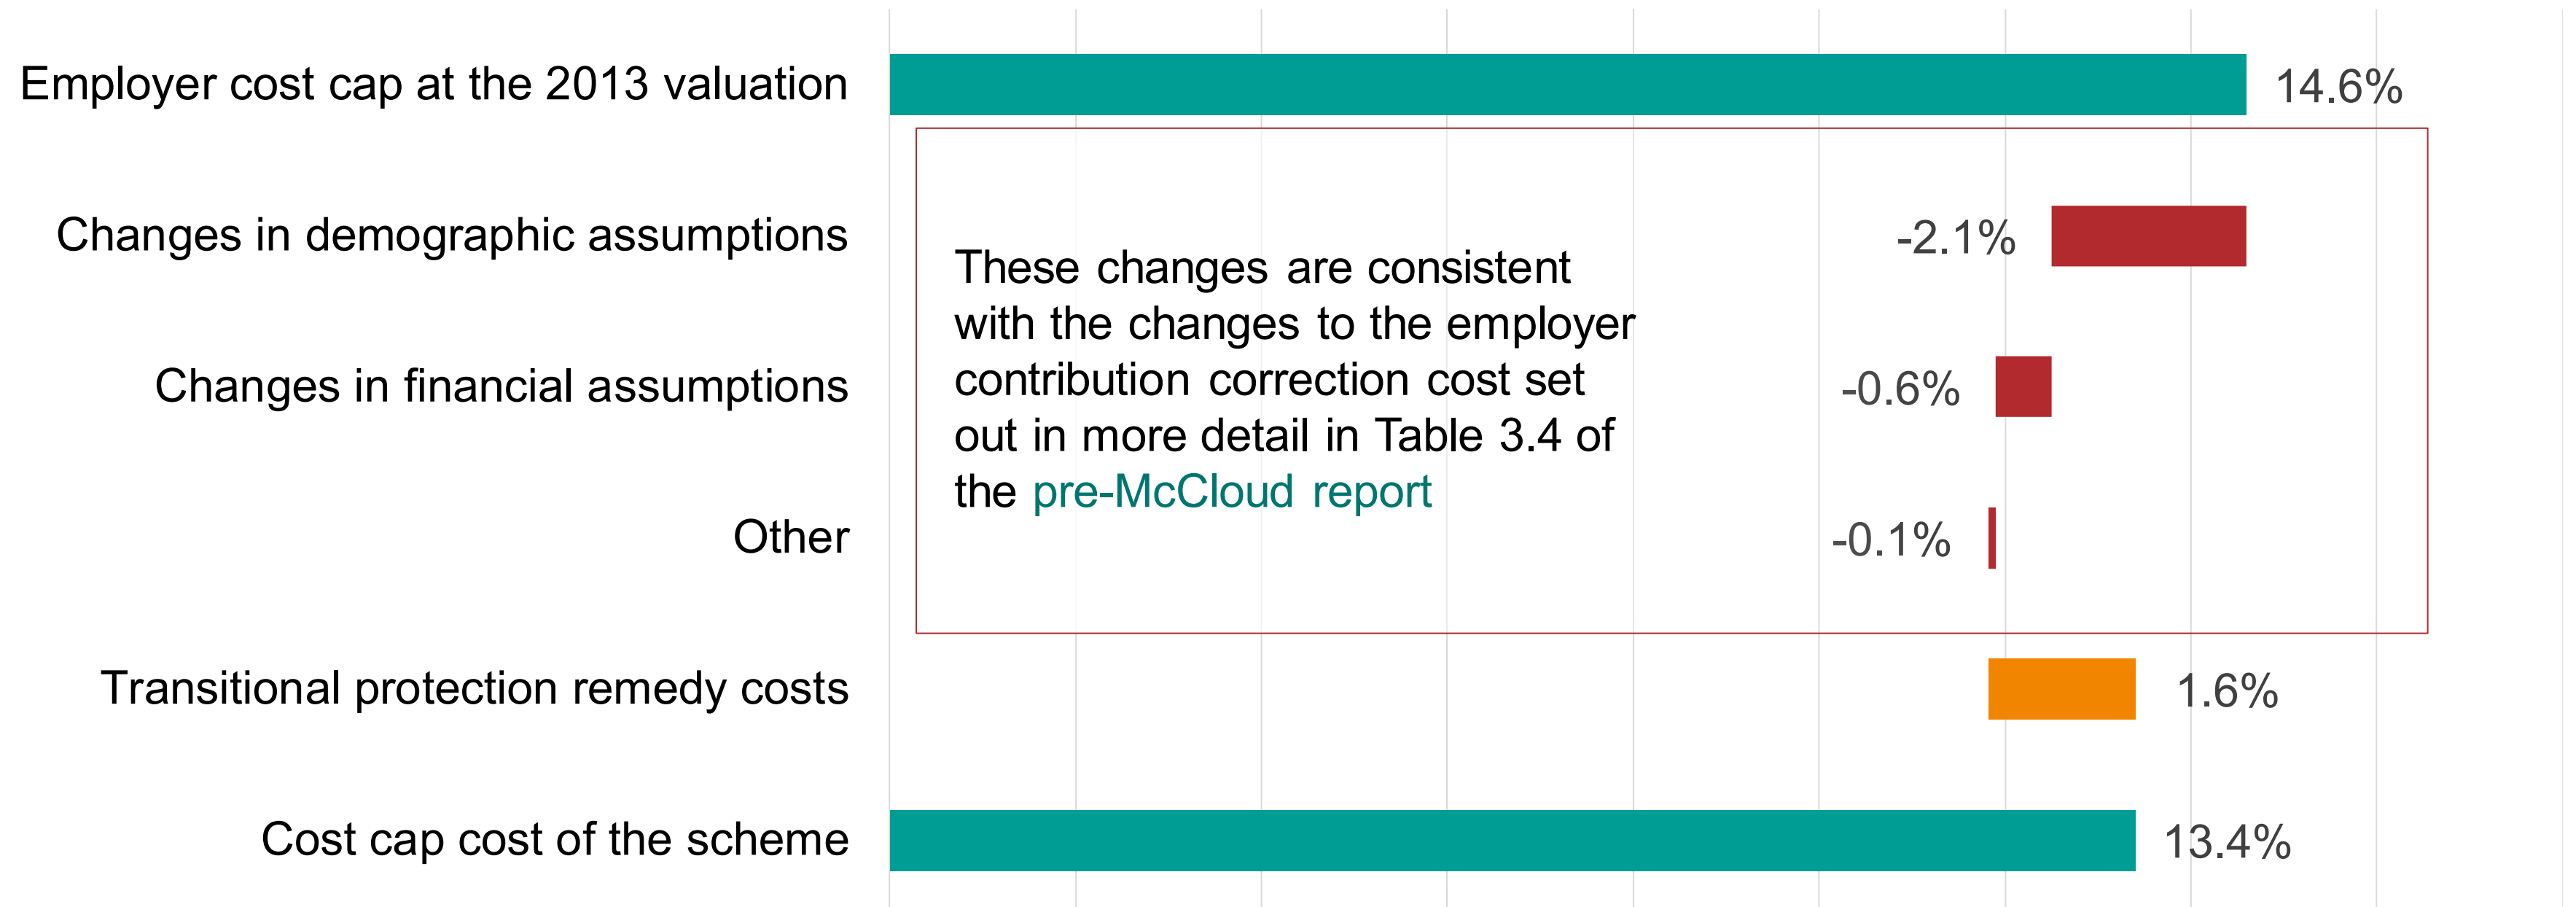 Employer cost cap at the 2013 valuation 14.6%
Changes in demographic assumptions -2.1%
These changes are consistent
with the changes to the employer
contribution correction cost set
out in more detail in Table 3.4 of
the pre-McCloud report
Changes in financial assumptions -0.6%
Other -0.1%
Transitional protection remedy costs 1.6%
Cost cap cost of the scheme 13.4%